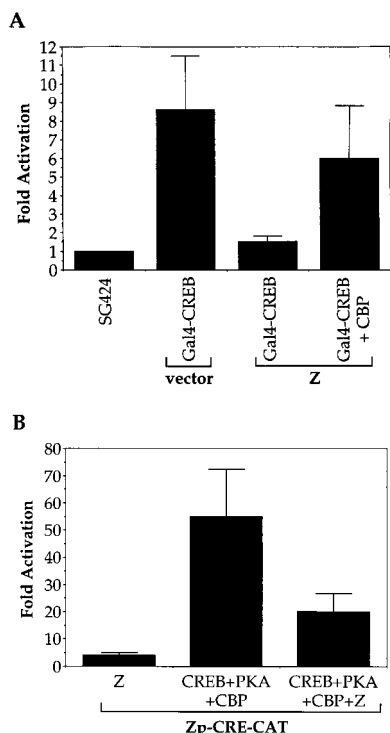 A
Fold Activation
12
11
10
9
8
7
6
5
4
3
2
1
0
SG424
Gal4-CREB
Gal4-CREB
Gal4-CREB
+ CBP
vector
Z
B
Fold Activation
80
70
60
50
40
30
20
10
0
Z
CREB+PKA
+CBP
CREB+PKA
+CBP+Z
Zp-CRE-CAT